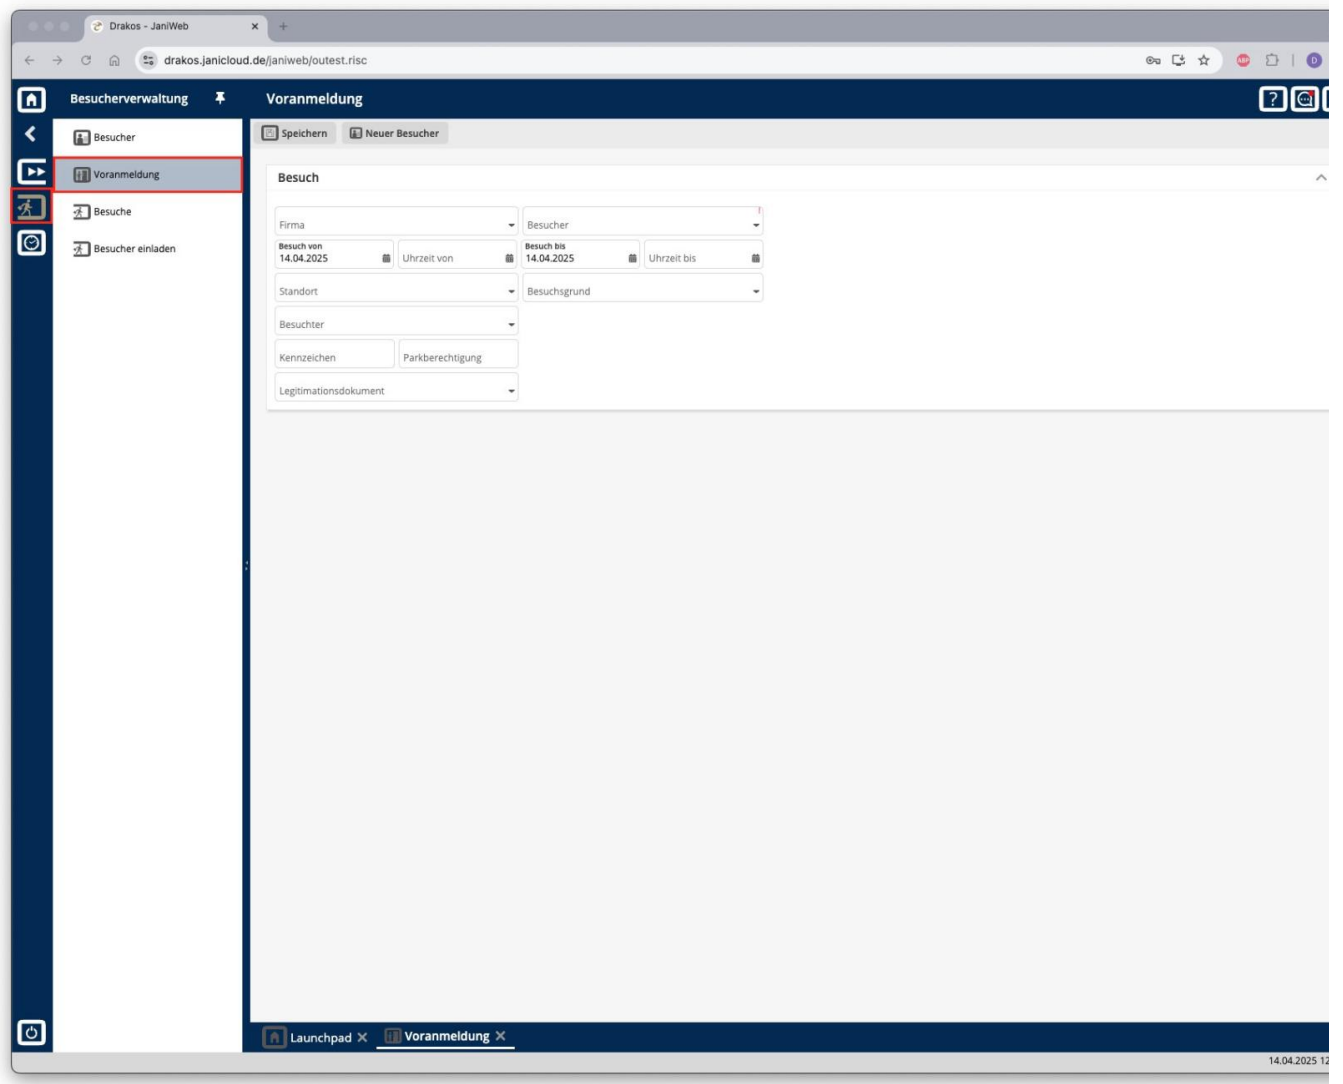 Drakos - JaniWeb
drakos.janicloud.de/janiweb/outest.risc
ABP
D
Besucherverwaltung
Voranmeldung
?
Besucher
Voranmeldung
Besuche
Besucher einladen
Speichern
Neuer Besucher
Besuch
Firma
Besucher
!
Besuch von
14.04.2025
Uhrzeit von
Besuch bis
14.04.2025
Uhrzeit bis
Standort
Besuchsgrund
Besuchter
Kennzeichen
Parkberechtigung
Legitimationsdokument
Launchpad
Voranmeldung
14.04.2025 12